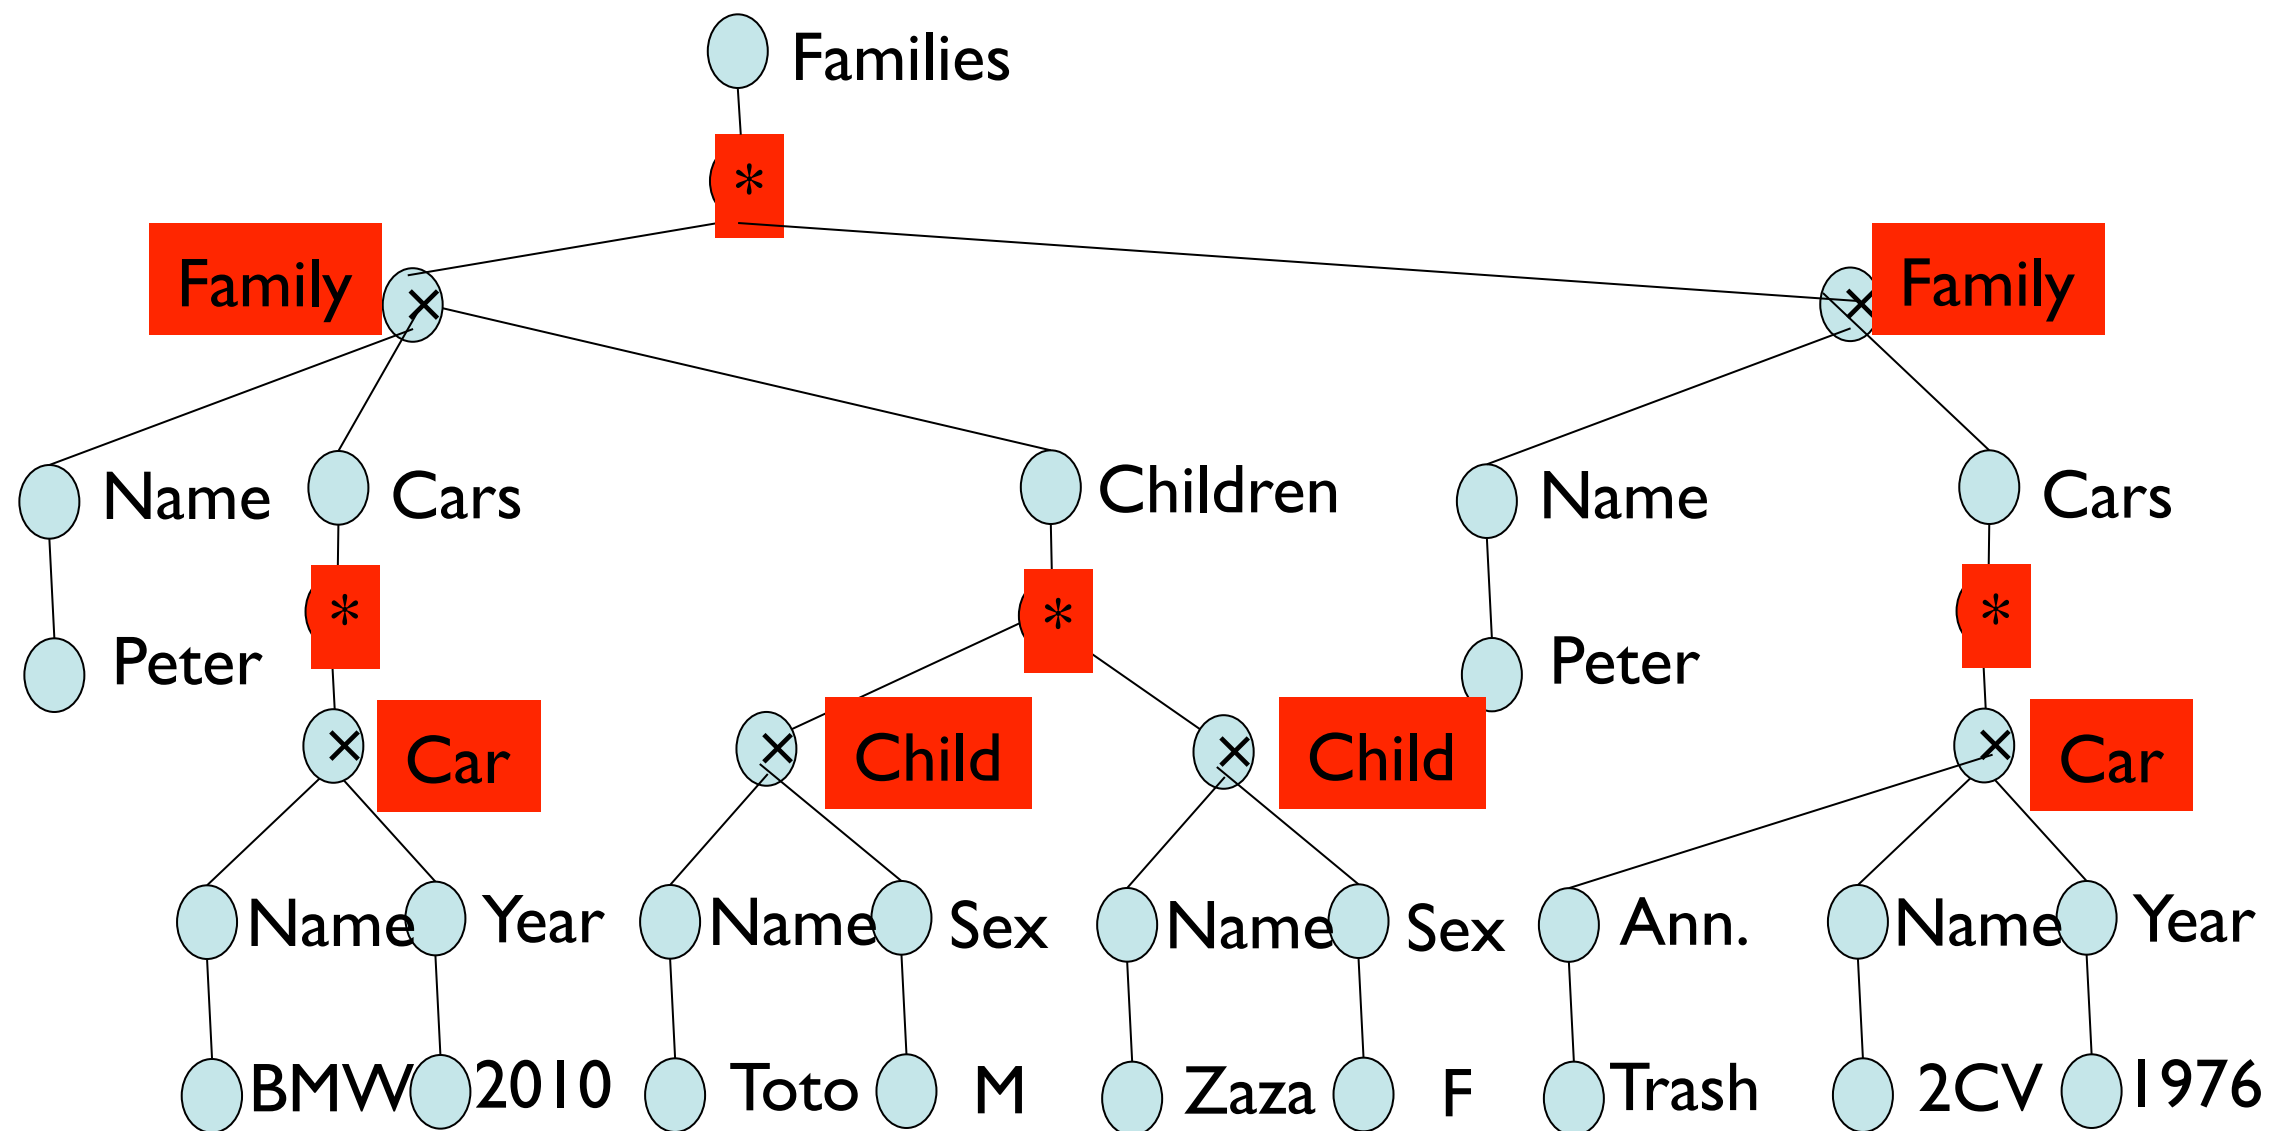 Families
*
Family
×
×
Family
Name
Cars
Children
Name
Cars
*
*
*
Peter
Peter
×
Car
×
Child
×
Child
×
Car
Name
Year
Name
Sex
Name
Sex
Ann.
Name
Year
BMW
2010
Toto
M
Zaza
F
Trash
2CV
1976